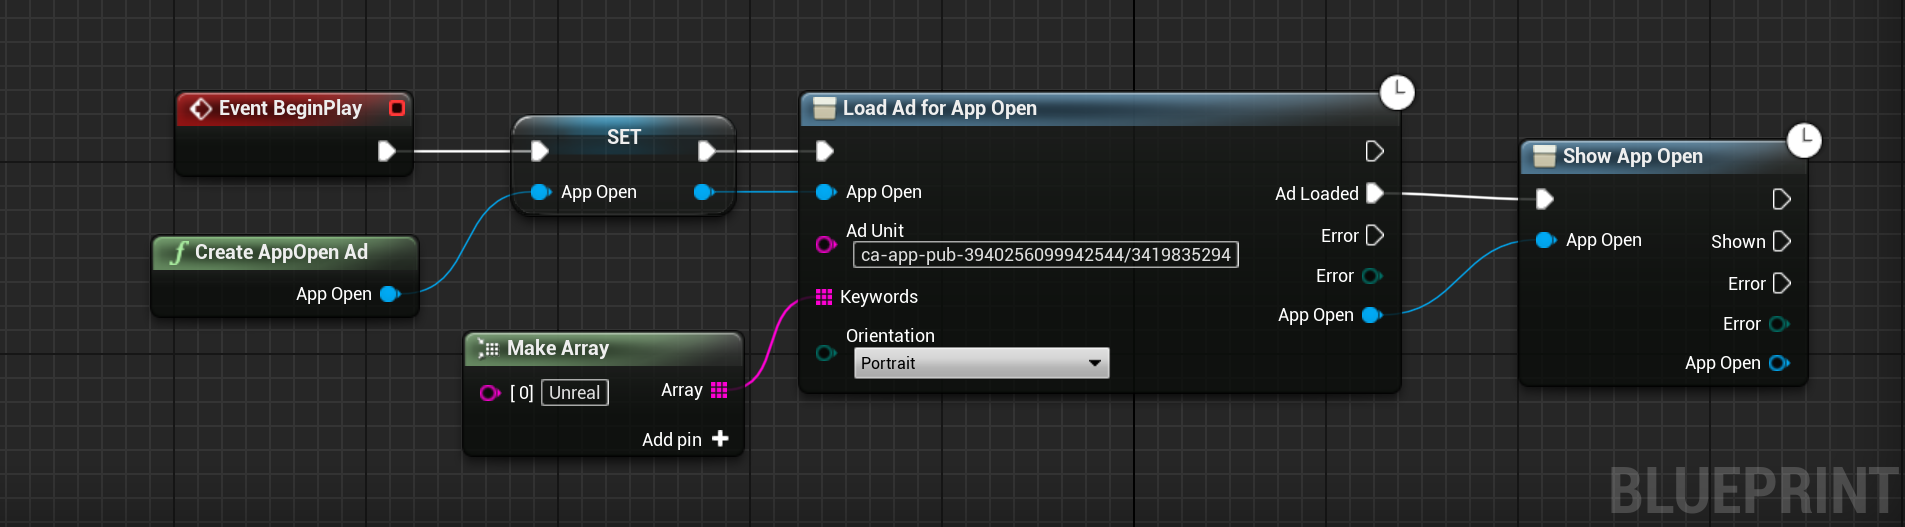 Event BeginPlay
SET
App Open
Create AppOpen Ad
App Open
Make Array
[ 0] Unreal
Array
Add pin
Load Ad for App Open
App Open
Ad Unit
ca-app-pub-3940256099942544/3419835294
Keywords
Orientation
Portrait
Ad Loaded
Error
Error
App Open
Show App Open
App Open
Shown
Error
Error
App Open
BLUEPRINT